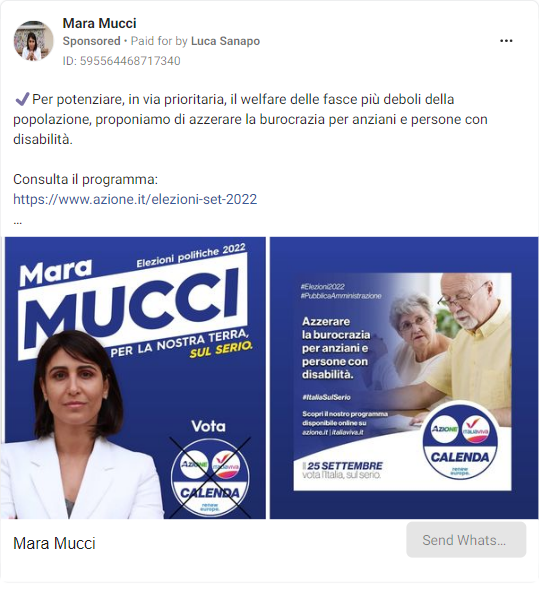 Mara Mucci
Sponsored • Paid for by Luca Sanapo
ID: 595564468717340
✔Per potenziare, in via prioritaria, il welfare delle fasce più deboli della
popolazione, proponiamo di azzerare la burocrazia per anziani e persone con
disabilità.
Consulta il programma:
https://www.azione.it/elezioni-set-2022
...
Elezioni politiche 2022
Mara
MUCCI
PER LA NOSTRA TERRA,
SUL SERIO.
Vota
AZIONE
italiaviva
CALENDA
renew
europe.
#Elezioni2022
#PubblicaAmministrazione
Azzerare
la burocrazia
per anziani e
persone con
disabilità.
#ItaliaSulSerio
Scopri il nostro programma
disponibile online su
azione.it | italiaviva.it
AZIONE
italiaviva
CALENDA
renew
europe.
Il 25 SETTEMBRE
vota l'Italia, sul serio.
Mara Mucci
Send Whats...